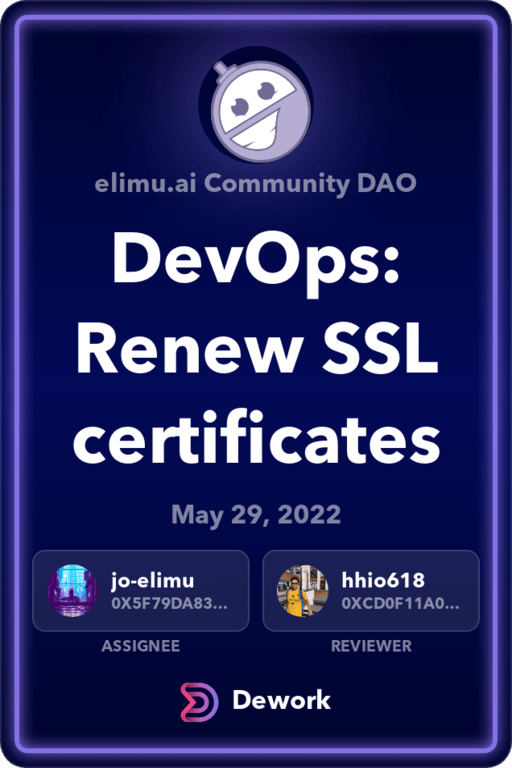 elimu.ai Community DAO
DevOps:
Renew SSL
certificates
May 29, 2022
jo-elimu
0X5F79DA83...
hhio618
0XCD0F11A0...
ASSIGNEE
REVIEWER
Dework